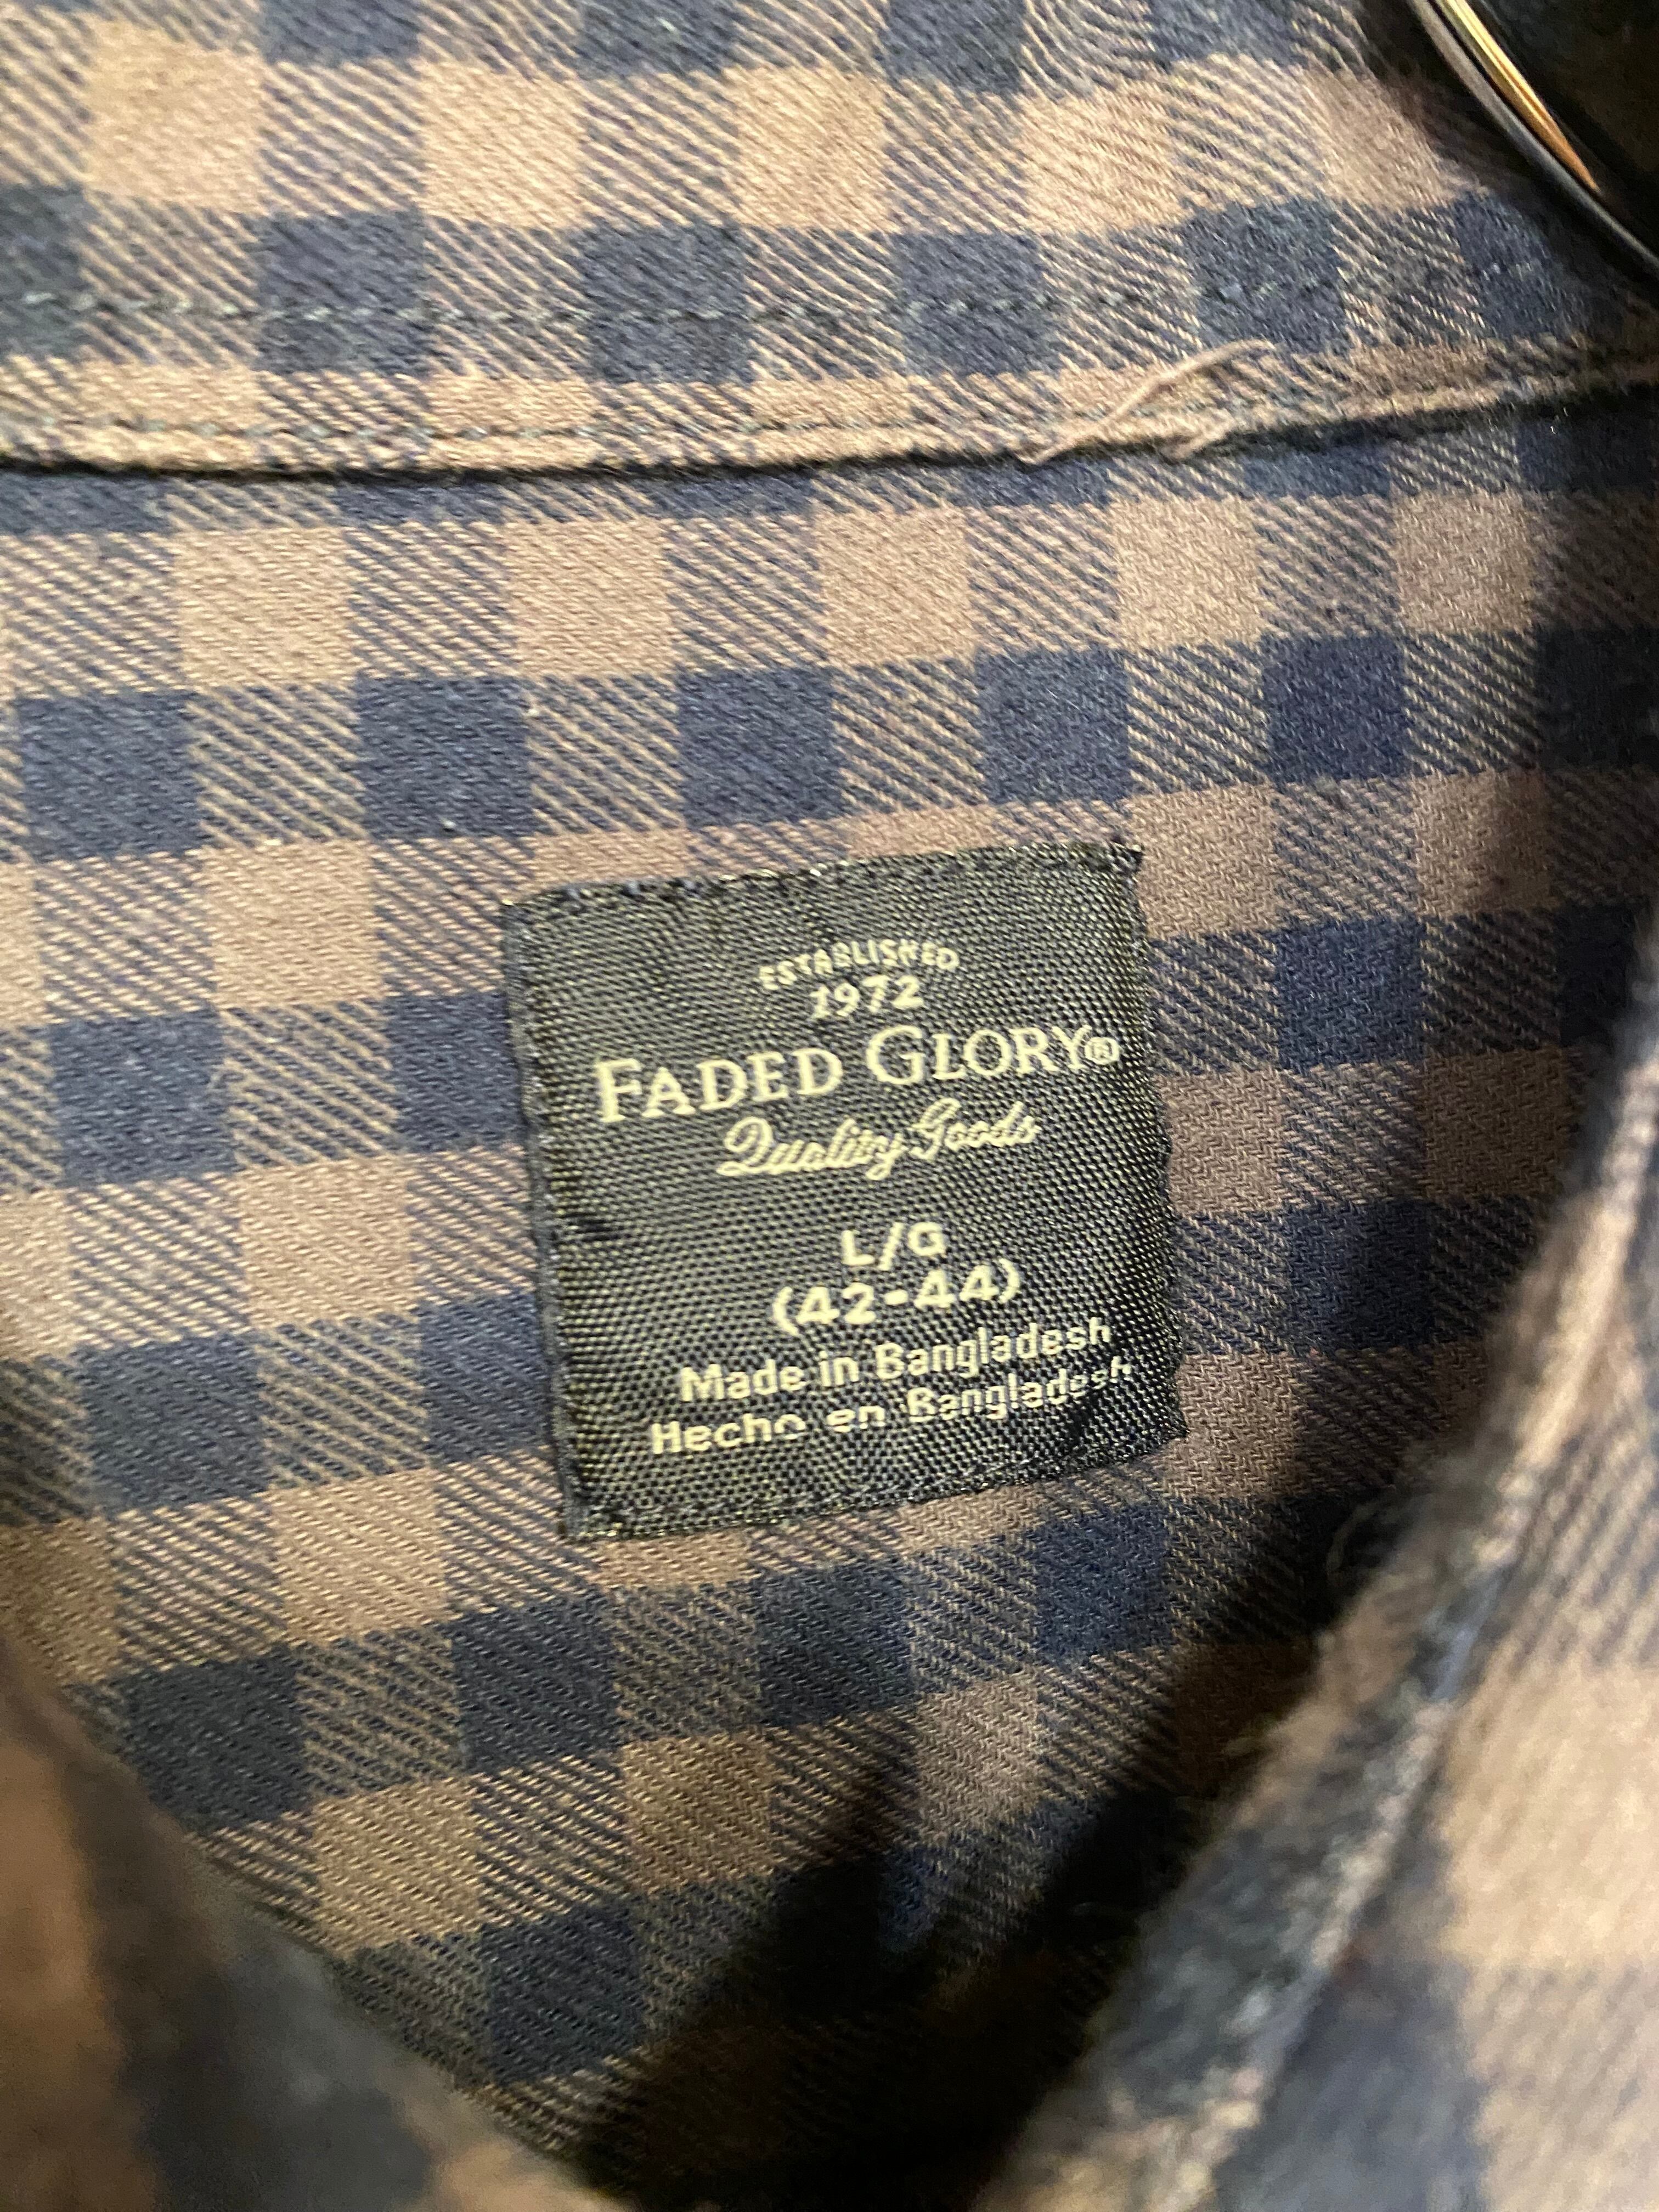 ESTABLISHED
1972
FADED GLORY®
Quality Goods
L/G
(42-44)
Made in Bangladesh
Hecho en Bangladesh